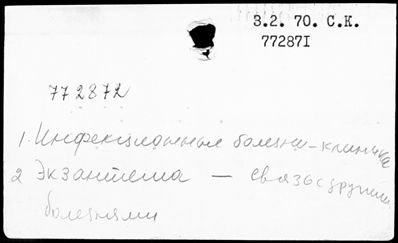 3.2. 70. С.К.
772871
772872
1. Инфекционные болезни – клиника
2 Экзантема – связь с другими
болезнями